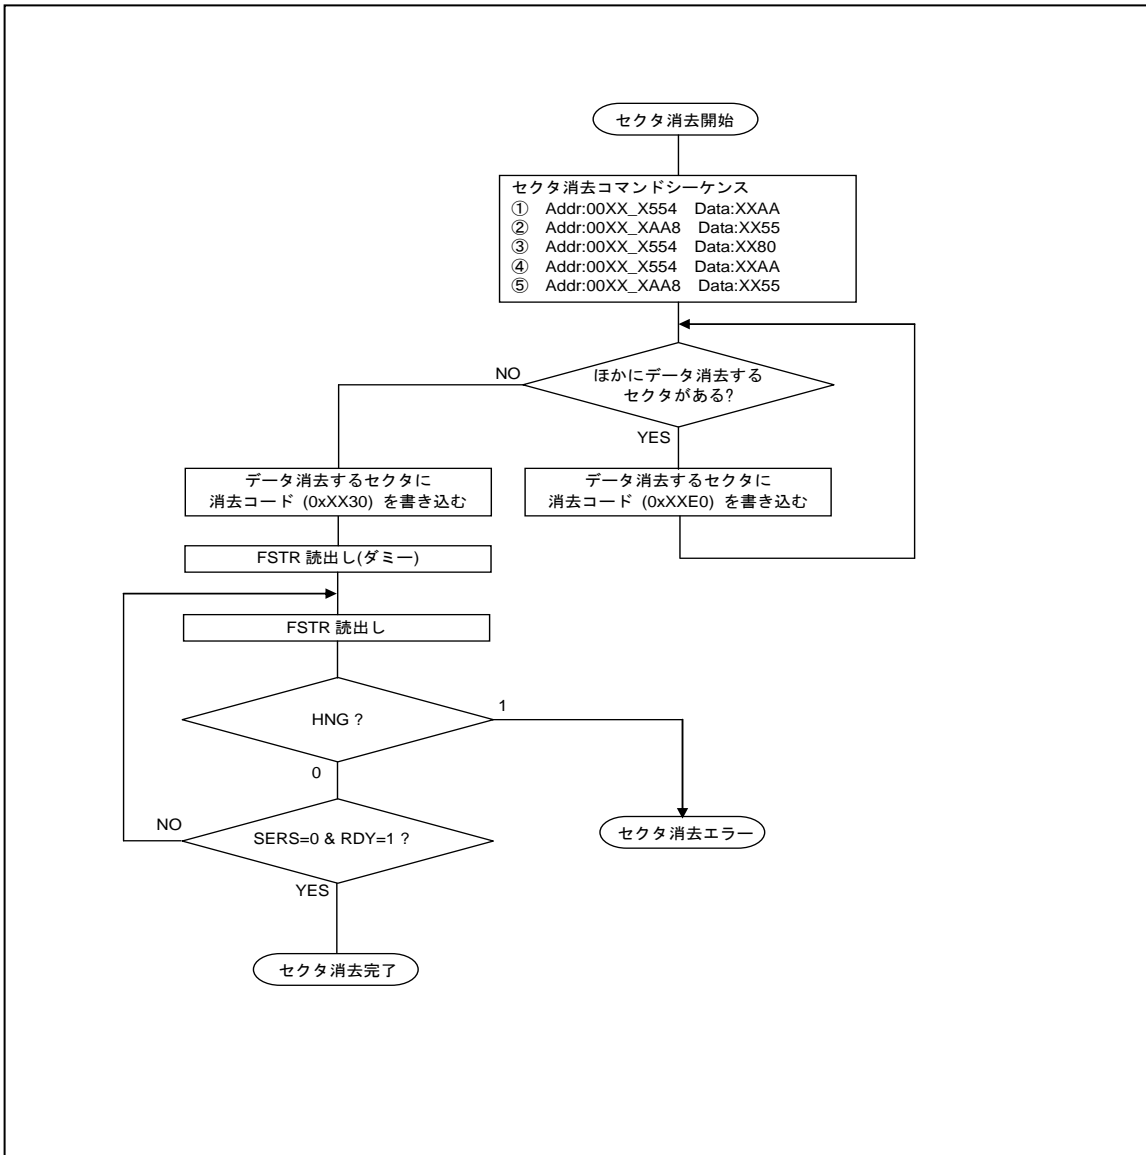 セクタ消去開始
セクタ消去コマンドシーケンス
① Addr:00XX_X554 Data:XXAA
② Addr:00XX_XAA8 Data:XX55
③ Addr:00XX_X554 Data:XX80
④ Addr:00XX_X554 Data:XXAA
⑤ Addr:00XX_XAA8 Data:XX55
NO
ほかにデータ消去する
セクタがある?
YES
データ消去するセクタに
消去コード (0xXX30) を書き込む
データ消去するセクタに
消去コード (0xXXE0) を書き込む
FSTR 読出し(ダミー)
FSTR 読出し
HNG ?
1
0
NO
SERS=0 & RDY=1 ?
セクタ消去エラー
YES
セクタ消去完了